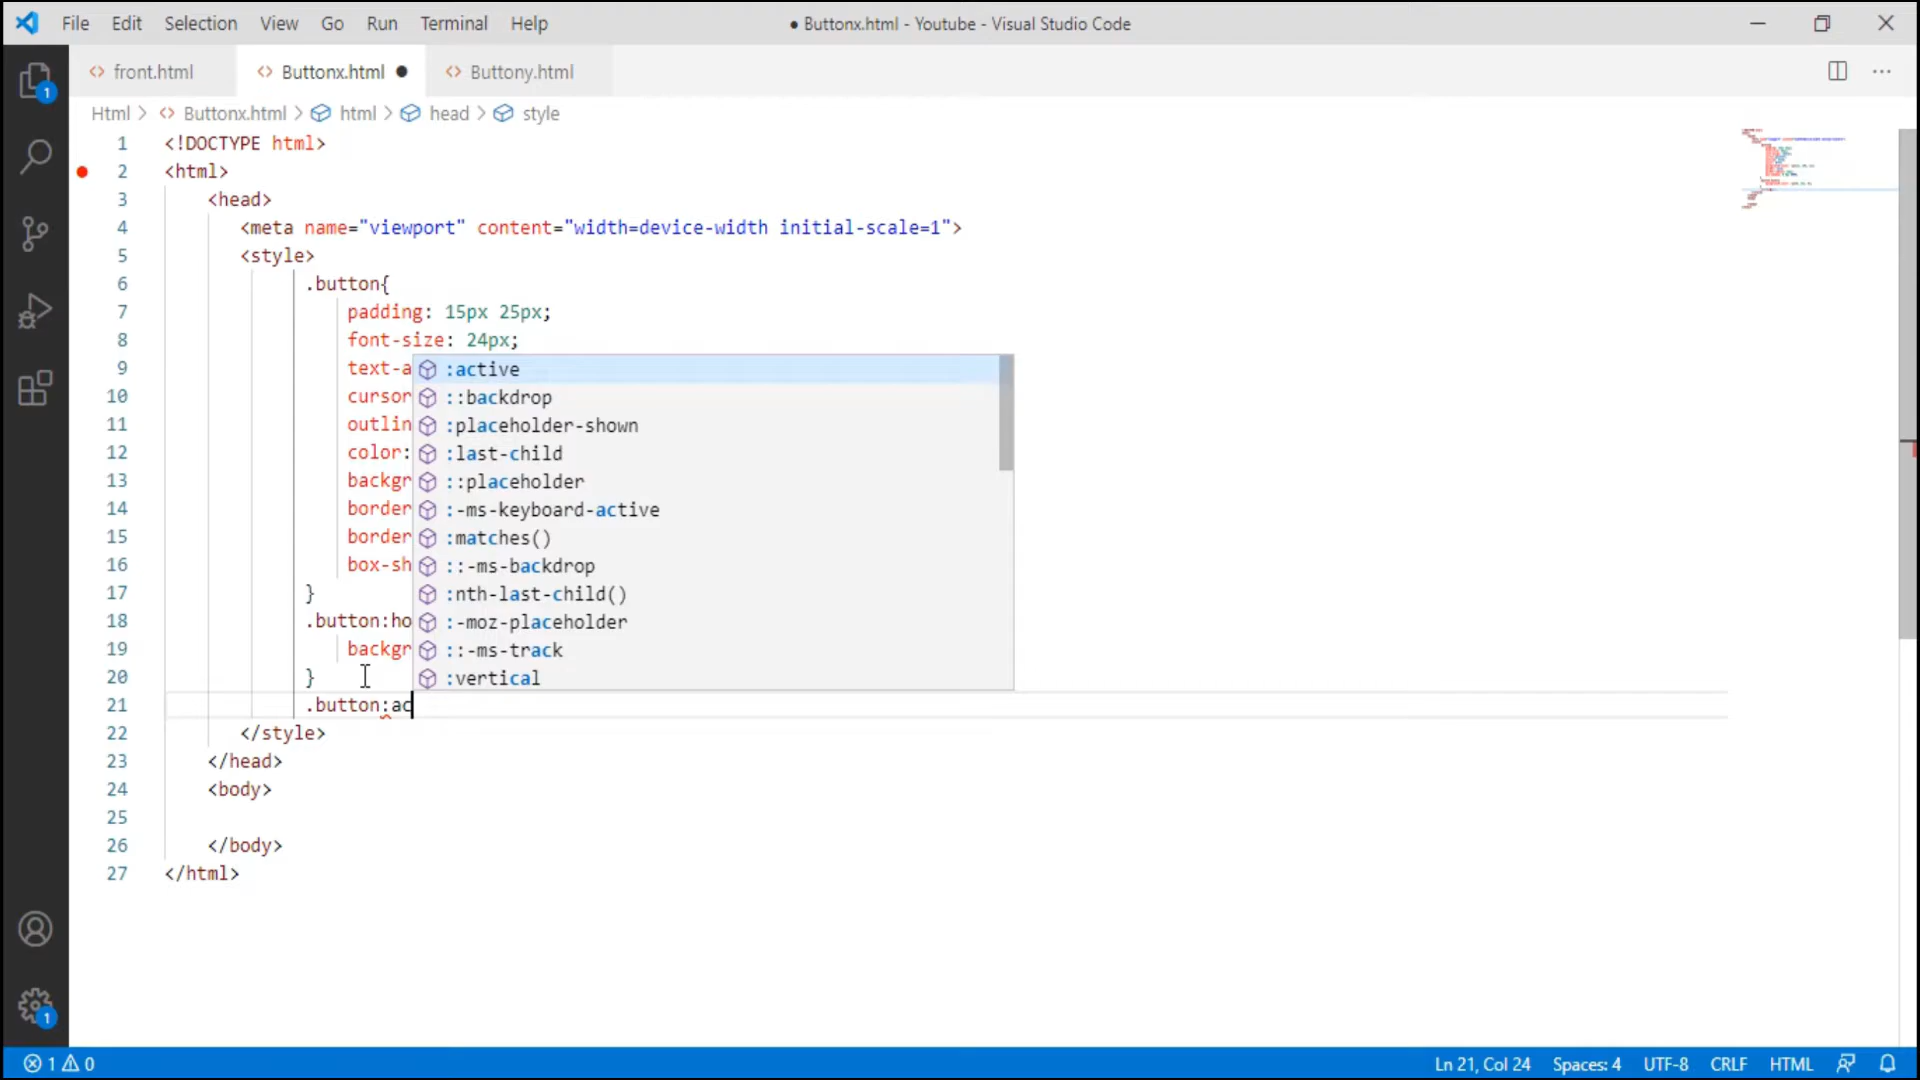 File Edit Selection View Go Run Terminal Help ● Buttonx.html - Youtube - Visual Studio Code
front.html Buttonx.html ● Buttony.html
Html > Buttonx.html > html > head > style
1 <!DOCTYPE html>
2 <html>
3 <head>
4 <meta name="viewport" content="width=device-width initial-scale=1">
5 <style>
6 .button{
7 padding: 15px 25px;
8 font-size: 24px;
9 text-a :active
10 cursor ::backdrop
11 outlin :placeholder-shown
12 color: :last-child
13 backgr ::placeholder
14 border :-ms-keyboard-active
15 border :matches()
16 box-sh ::-ms-backdrop
17 } :nth-last-child()
18 .button:ho :-moz-placeholder
19 backgr ::-ms-track
20 } :vertical
21 .button:ac
22 </style>
23 </head>
24 <body>
25
26 </body>
27 </html>
1
1
1 0 Ln 21, Col 24 Spaces: 4 UTF-8 CRLF HTML